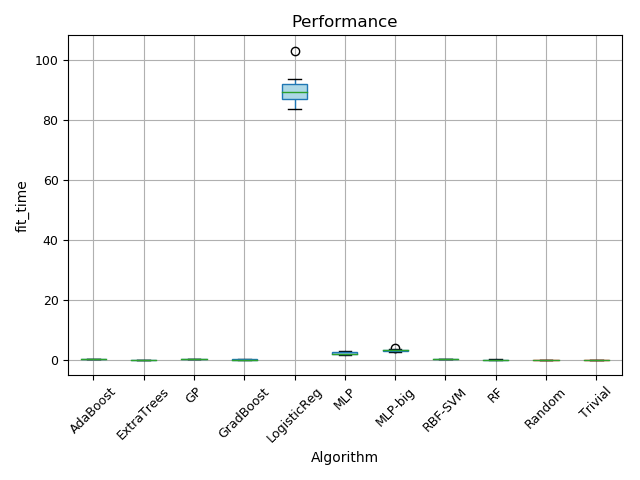 Performance
100
80
60
40
20
0
fit_time
AdaBoost
ExtraTrees
GP
GradBoost
LogisticReg
MLP
MLP-big
RBF-SVM
RF
Random
Trivial
Algorithm